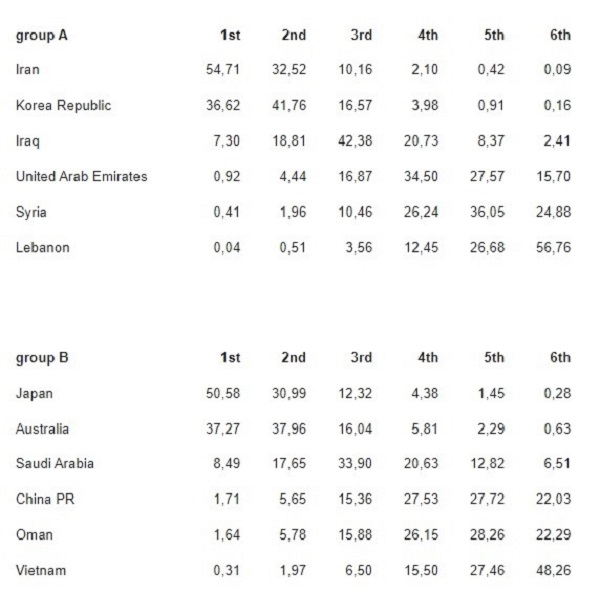 group A 1st 2nd 3rd 4th 5th 6th
Iran 54,71 32,52 10,16 2,10 0,42 0,09
Korea Republic 36,62 41,76 16,57 3,98 0,91 0,16
Iraq 7,30 18,81 42,38 20,73 8,37 2,41
United Arab Emirates 0,92 4,44 16,87 34,50 27,57 15,70
Syria 0,41 1,96 10,46 26,24 36,05 24,88
Lebanon 0,04 0,51 3,56 12,45 26,68 56,76
group B 1st 2nd 3rd 4th 5th 6th
Japan 50,58 30,99 12,32 4,38 1,45 0,28
Australia 37,27 37,96 16,04 5,81 2,29 0,63
Saudi Arabia 8,49 17,65 33,90 20,63 12,82 6,51
China PR 1,71 5,65 15,36 27,53 27,72 22,03
Oman 1,64 5,78 15,88 26,15 28,26 22,29
Vietnam 0,31 1,97 6,50 15,50 27,46 48,26